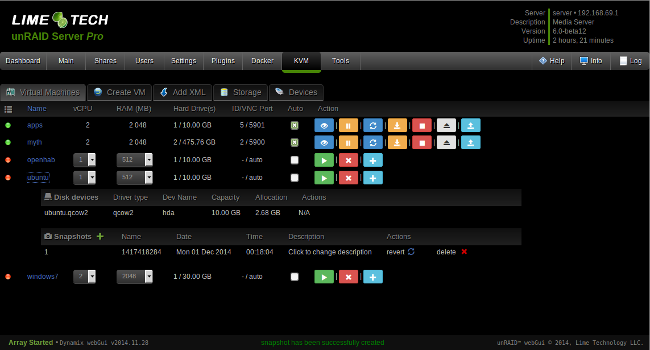 LIME TECH
unRAID Server Pro
Server server • 192.168.69.1
Description Media Server
Version 6.0-beta12
Uptime 2 hours, 21 minutes
Dashboard Main Shares Users Settings Plugins Docker KVM Tools Help Info Log
Virtual Machines Create VM Add XML Storage Devices
Name vCPU RAM (MB) Hard Drive(s) ID/VNC Port Auto Action
apps 2 2 048 1 / 10.00 GB 5 / 5901
myth 2 2 048 2 / 475.76 GB 2 / 5900
openhab 1 512 1 / 10.00 GB - / auto
ubuntu 1 512 1 / 10.00 GB - / auto
Disk devices Driver type Dev Name Capacity Allocation Actions
ubuntu.qcow2 qcow2 hda 10.00 GB 2.68 GB N/A
Snapshots Name Date Time Description Actions
1 1417418284 Mon 01 Dec 2014 00:18:04 Click to change description revert delete
windows7 2 2048 1 / 30.00 GB - / auto
Array Started • Dynamix webGui v2014.11.28 snapshot has been successfully created unRAID™ webGui © 2014, Lime Technology LLC.